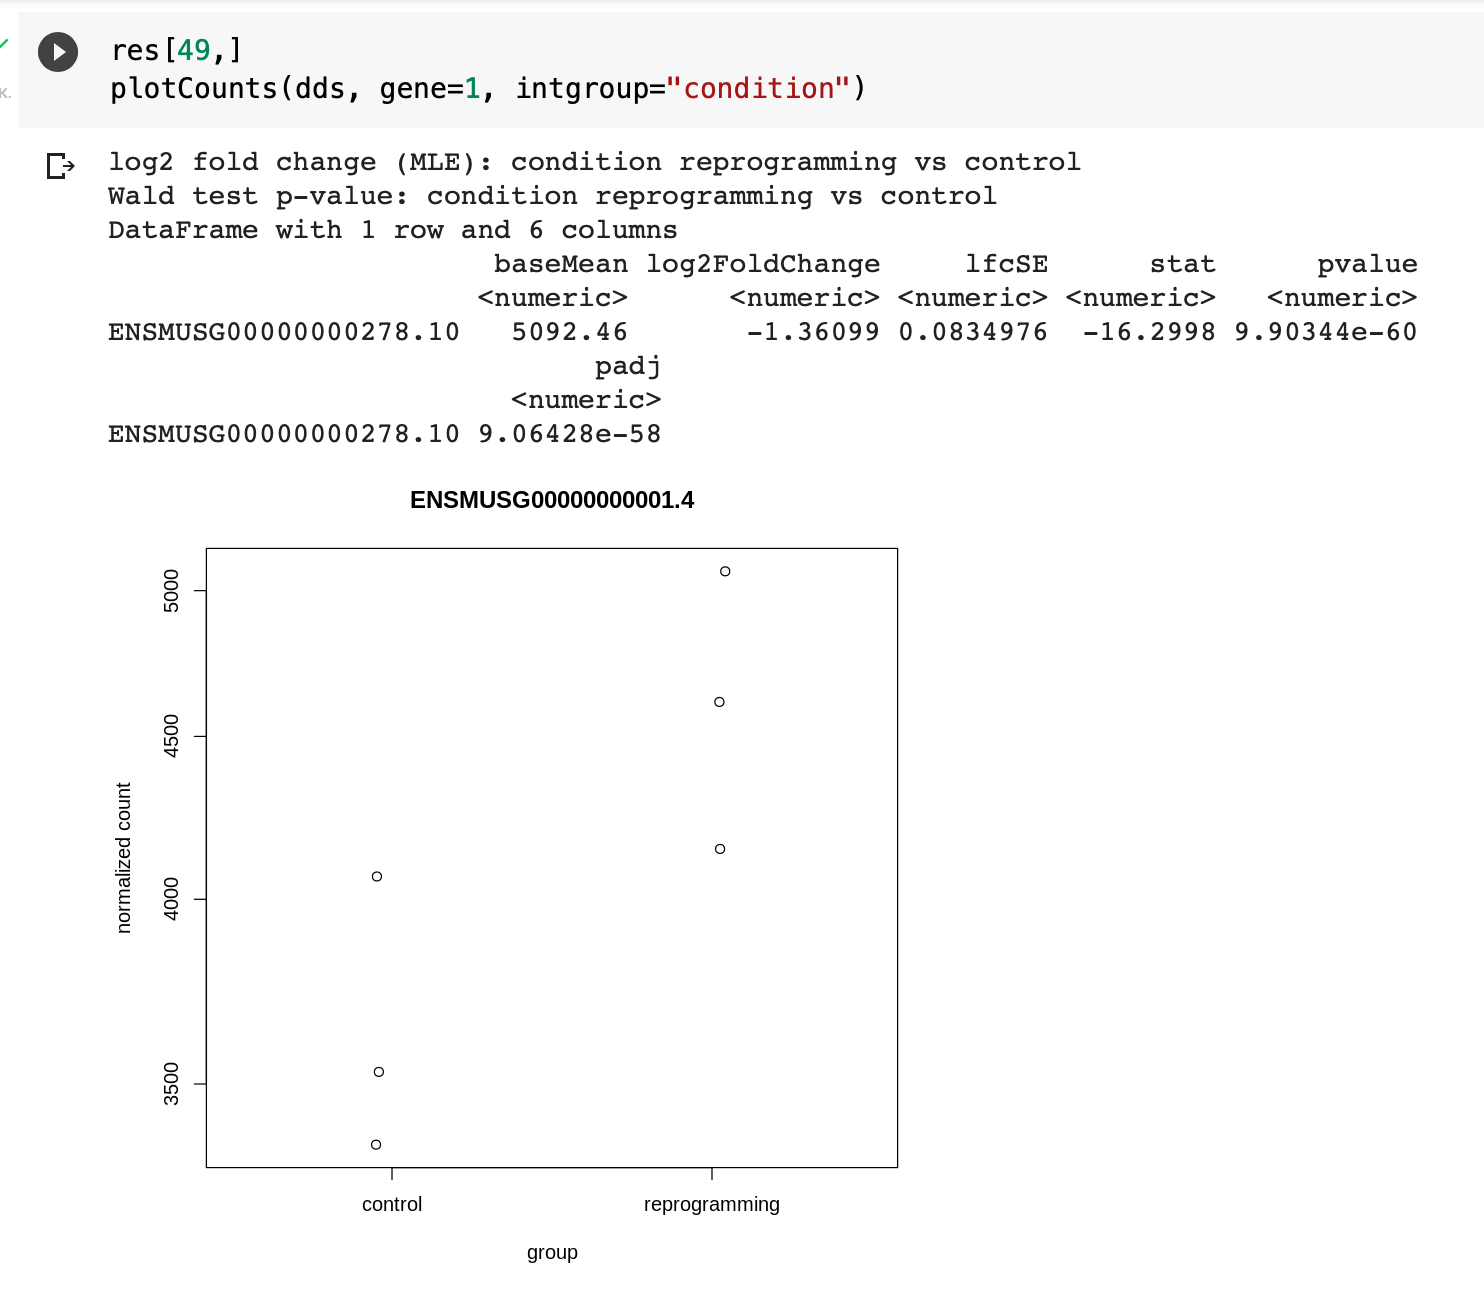 res[49,]
plotCounts(dds, gene=1, intgroup="condition")
к.
log2 fold change (MLE): condition reprogramming vs control
Wald test p-value: condition reprogramming vs control
DataFrame with 1 row and 6 columns
baseMean log2FoldChange lfcSE stat pvalue
<numeric> <numeric> <numeric> <numeric> <numeric>
ENSMUSG00000000278.10 5092.46 -1.36099 0.0834976 -16.2998 9.90344e-60
padj
<numeric>
ENSMUSG00000000278.10 9.06428e-58
ENSMUSG00000000001.4
5000
4500
4000
3500
normalized count
control reprogramming
group